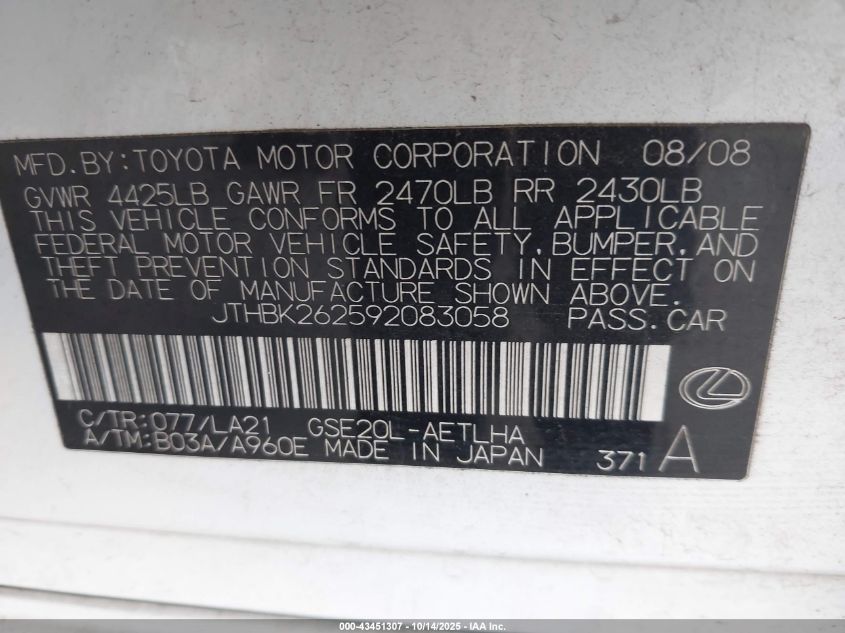 MFD.BY:TOYOTA MOTOR CORPORATION 08/08
GVWR 4425LB GAWR FR 2470LB RR 2430LB
THIS VEHICLE CONFORMS TO ALL APPLICABLE
FEDERAL MOTOR VEHICLE SAFETY,BUMPER,AND
THEFT PREVENTION STANDARDS IN EFFECT ON
THE DATE OF MANUFACTURE SHOWN ABOVE.
JTHBK262592083058 PASS.CAR
C/TR:077/LA21 GSE20L-AETLHA
A/TM:B03A/A960E MADE IN JAPAN 371 A
000-43451307 - 10/14/2025 - IAA Inc.